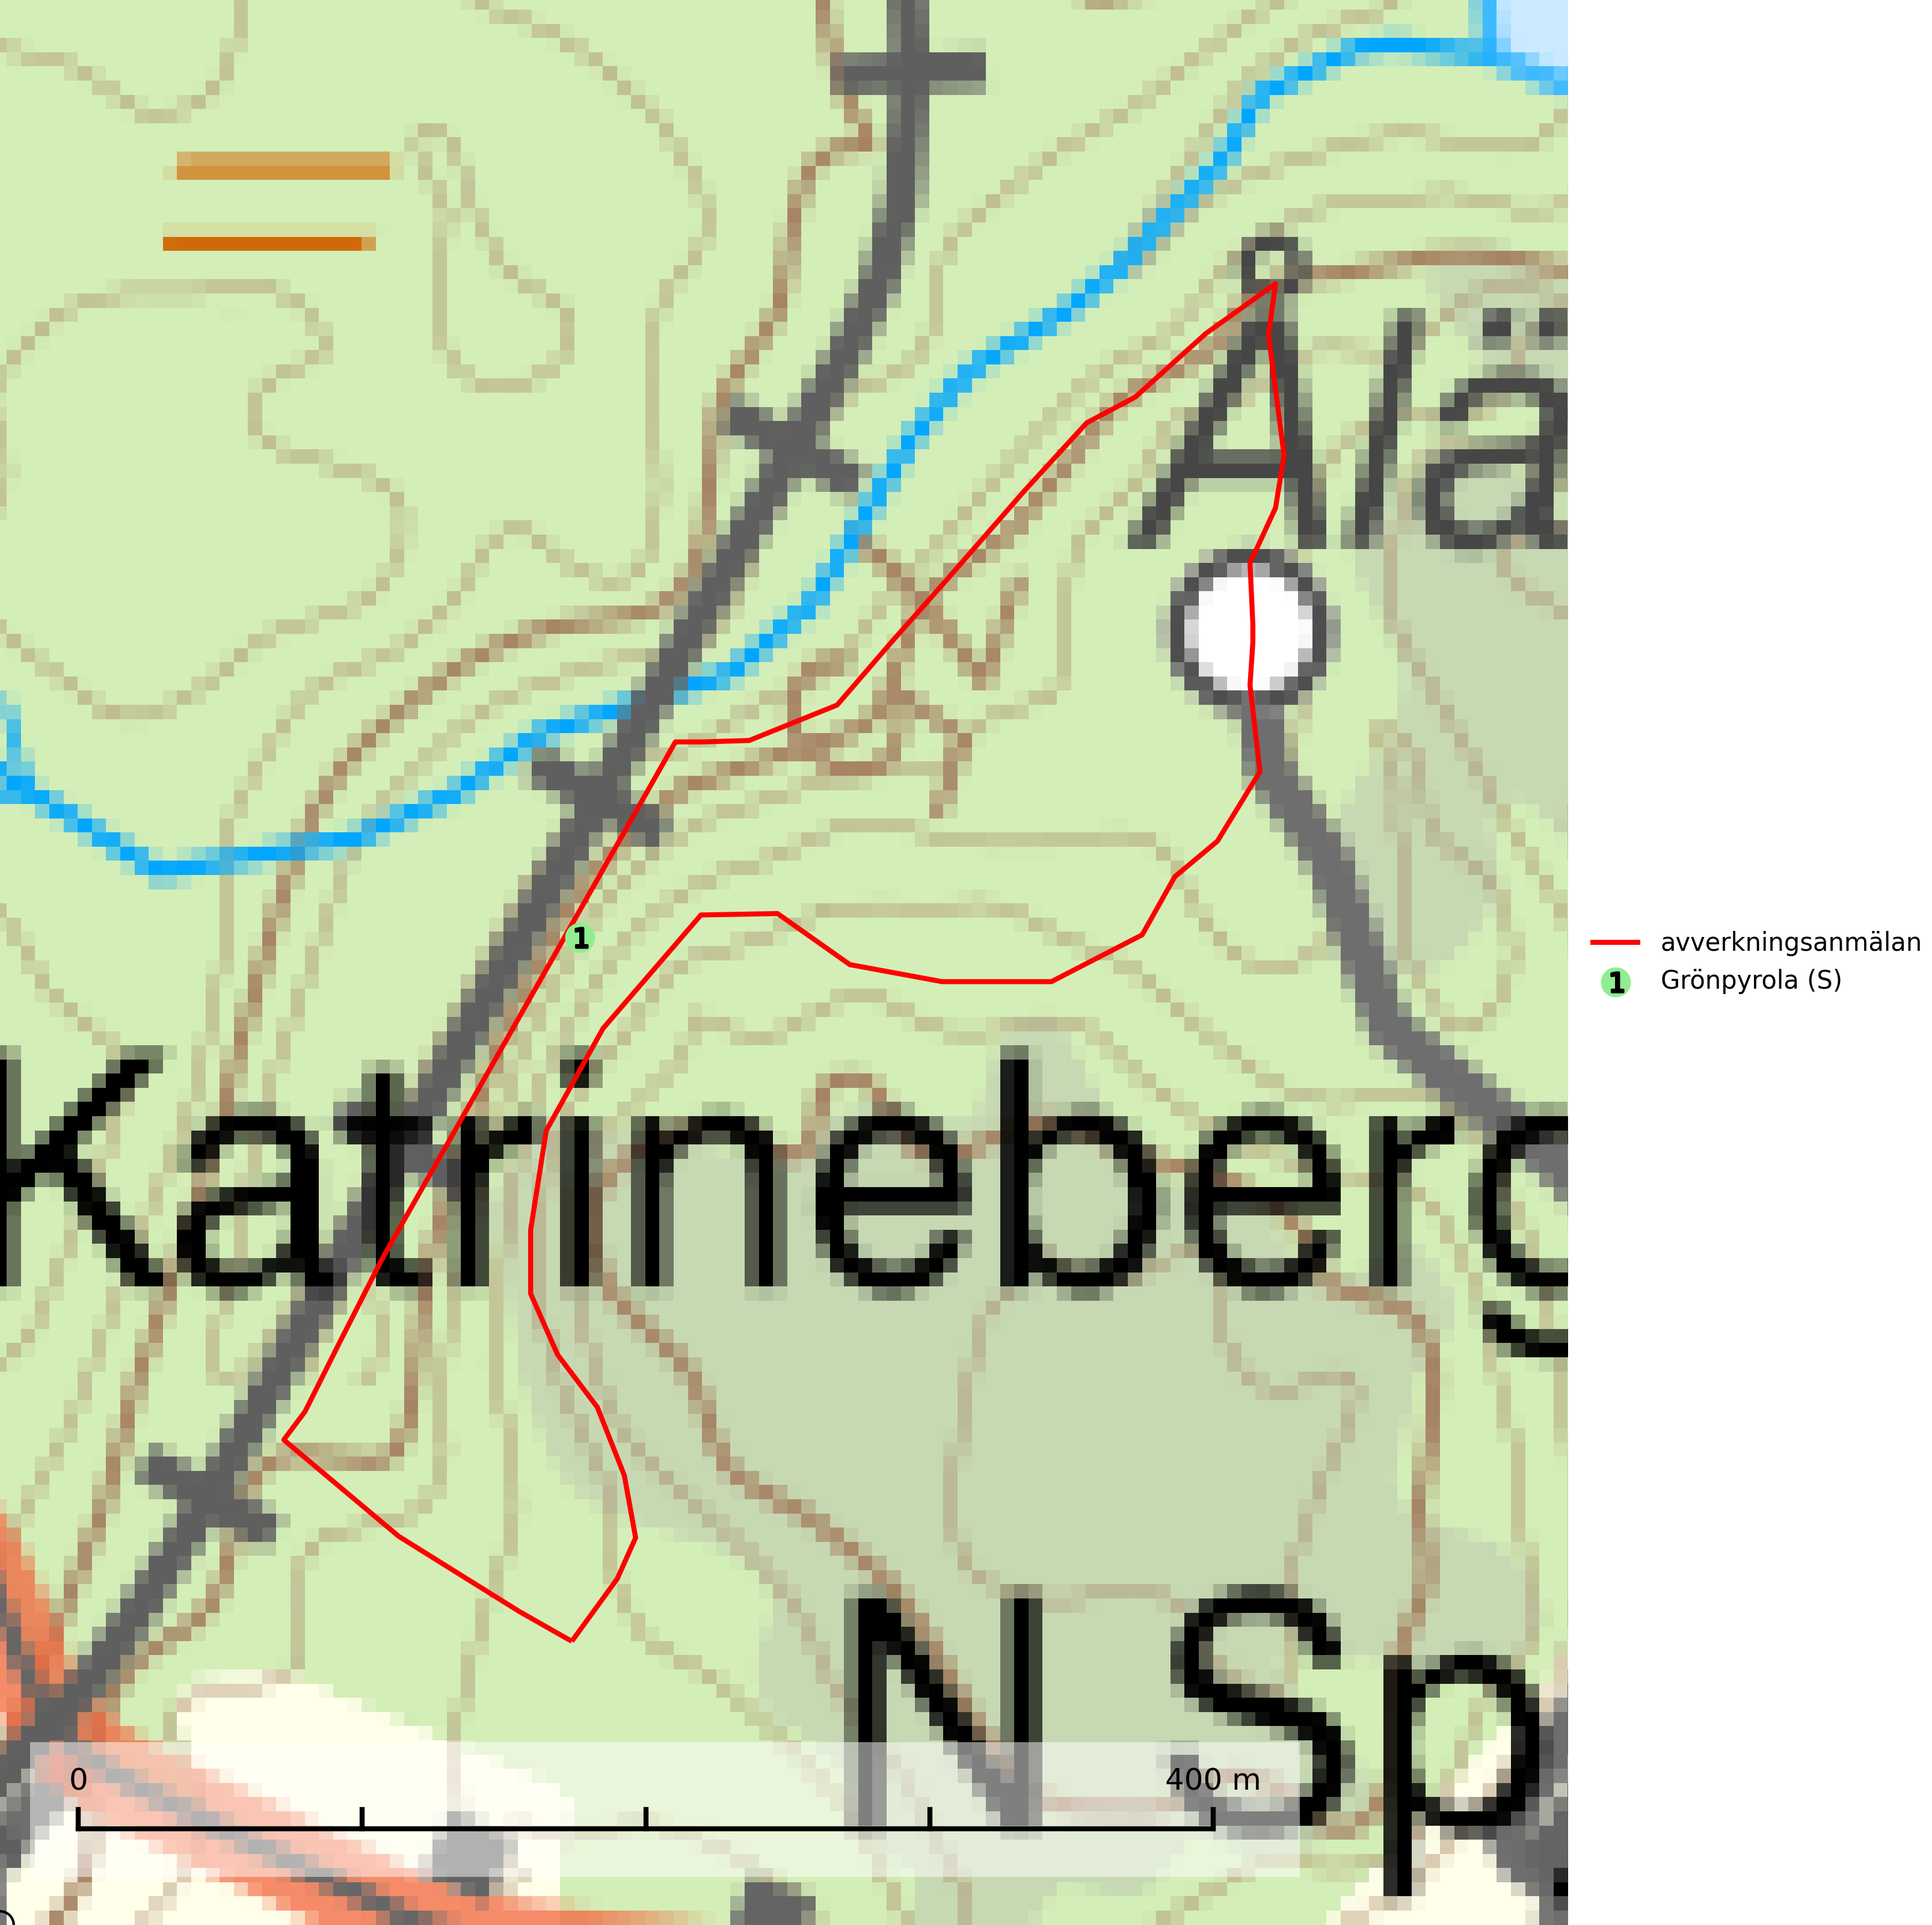 Ålä
avverkningsanmälan
1 Grönpyrola (S)
1
Katrineberg
N Sp
0 400 m